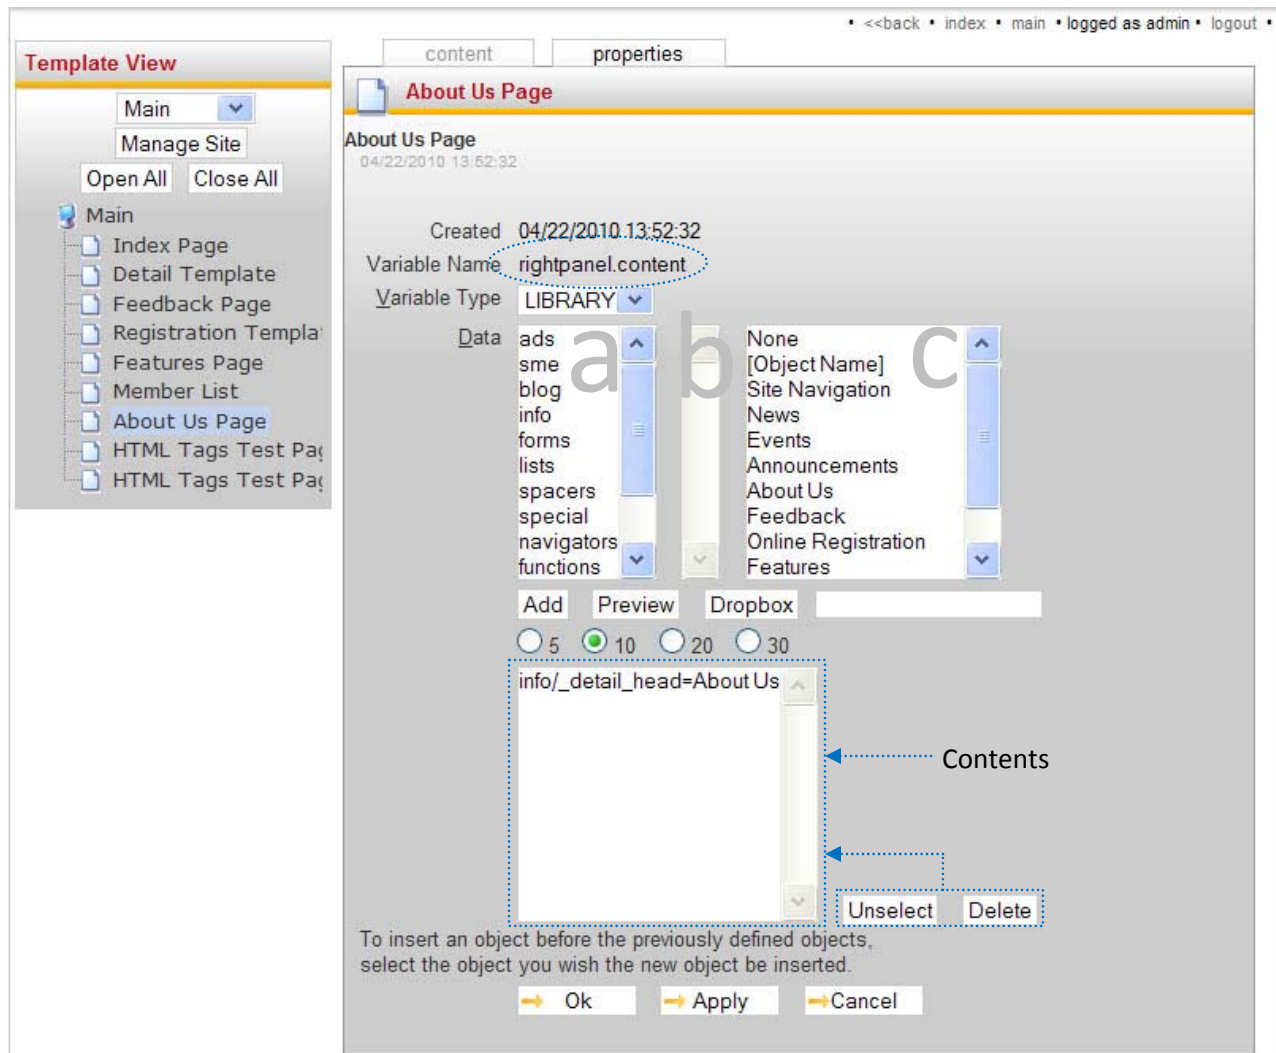 • <<back • index • main • logged as admin • logout •
Template View
Main
Manage Site
Open All Close All
Main
Index Page
Detail Template
Feedback Page
Registration Templa
Features Page
Member List
About Us Page
HTML Tags Test Pa
HTML Tags Test Pa
content properties
About Us Page
About Us Page
04/22/2010 13:52:32
Created 04/22/2010 13:52:32
Variable Name rightpanel.content
Variable Type LIBRARY
Data
ads
sme
blog
info
forms
lists
spacers
special
navigators
functions
a b c
None
[Object Name]
Site Navigation
News
Events
Announcements
About Us
Feedback
Online Registration
Features
Add Preview Dropbox
5 10 20 30
info/_detail_head=About Us
Contents
Unselect Delete
To insert an object before the previously defined objects,
select the object you wish the new object be inserted.
Ok Apply Cancel